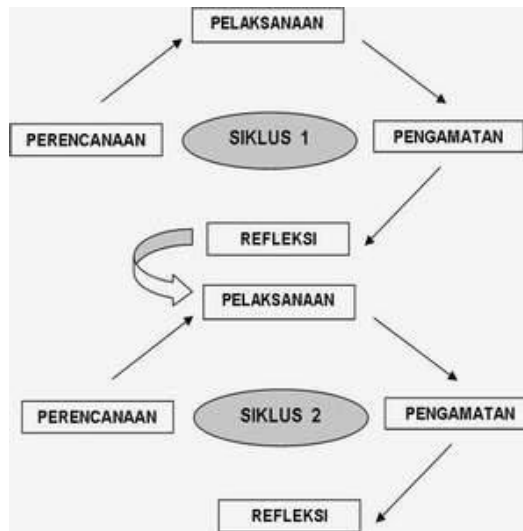 PELAKSANAAN
PERENCANAAN
SIKLUS 1
PENGAMATAN
REFLEKSI
PELAKSANAAN
PERENCANAAN
SIKLUS 2
PENGAMATAN
REFLEKSI